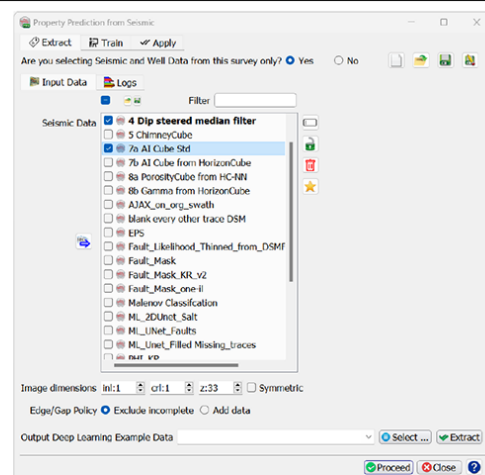 Property Prediction from Seismic
Extract Train Apply
Are you selecting Seismic and Well Data from this survey only? Yes No
Input Data Logs
Filter
Seismic Data
4 Dip steered median filter
5 ChimneyCube
7a AI Cube Std
7b AI Cube from HorizonCube
8a PorosityCube from HC-NN
8b Gamma from HorizonCube
AJAX_on_org_swath
blank every other trace DSM
EPS
Fault_Likelihood_Thinned_from_DSMF
Fault_Mask
Fault_Mask_KR_v2
Fault_Mask_one-il
Malenov Classifcation
ML_2DUnet_Salt
ML_UNet_Faults
ML_Unet_Filled Missing_traces
PHI_KR
Image dimensions inl:1 crl:1 z:33 Symmetric
Edge/Gap Policy Exclude incomplete Add data
Output Deep Learning Example Data Select ... Extract
Proceed Close ?